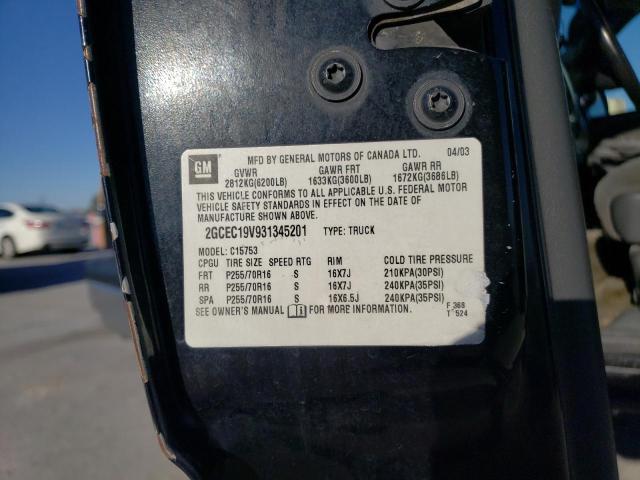 GM
MFD BY GENERAL MOTORS OF CANADA LTD. 04/03
GVWR GAWR FRT GAWR RR
2812KG(6200LB) 1633KG(3600LB) 1672KG(3686LB)
THIS VEHICLE CONFORMS TO ALL APPLICABLE U.S. FEDERAL MOTOR
VEHICLE SAFETY STANDARDS IN EFFECT ON THE DATE OF
MANUFACTURE SHOWN ABOVE.
2GCEC19V931345201 TYPE: TRUCK
MODEL: C15753
CPGU TIRE SIZE SPEED RTG RIM COLD TIRE PRESSURE
FRT P255/70R16 S 16X7J 210KPA(30PSI)
RR P255/70R16 S 16X7J 240KPA(35PSI)
SPA P255/70R16 S 16X6.5J 240KPA(35PSI)
SEE OWNER'S MANUAL FOR MORE INFORMATION. F 368
T 524